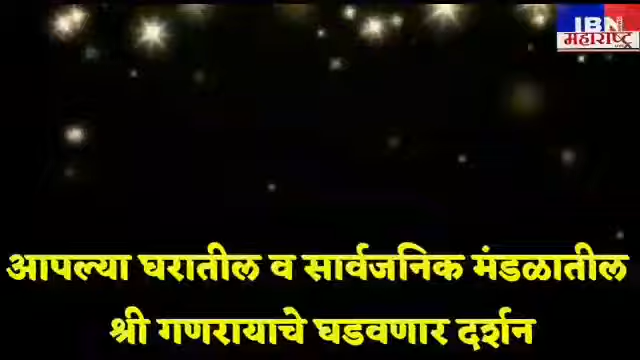 IBN
महाराष्ट्र
आपल्या घरातील व सार्वजनिक मंडळातील
श्री गणरायाचे घडवणार दर्शन